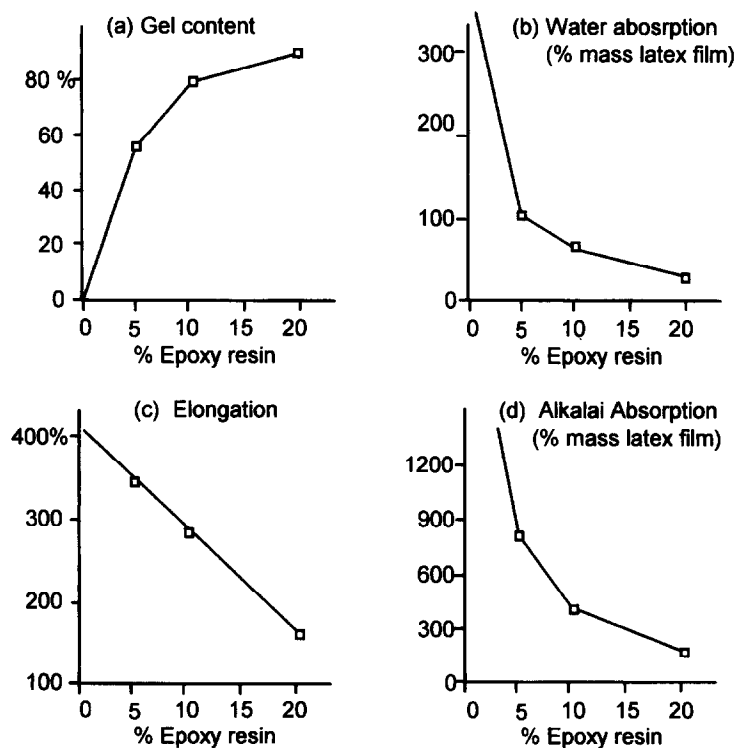 (a) Gel content
80 %
60
40
20
0
0 5 10 15 20
% Epoxy resin
(b) Water abosrption
(% mass latex film)
300
200
100
0
0 5 10 15 20
% Epoxy resin
(c) Elongation
400%
300
200
100
0 5 10 15 20
% Epoxy resin
(d) Alkalai Absorption
(% mass latex film)
1200
900
600
300
0
0 5 10 15 20
% Epoxy resin